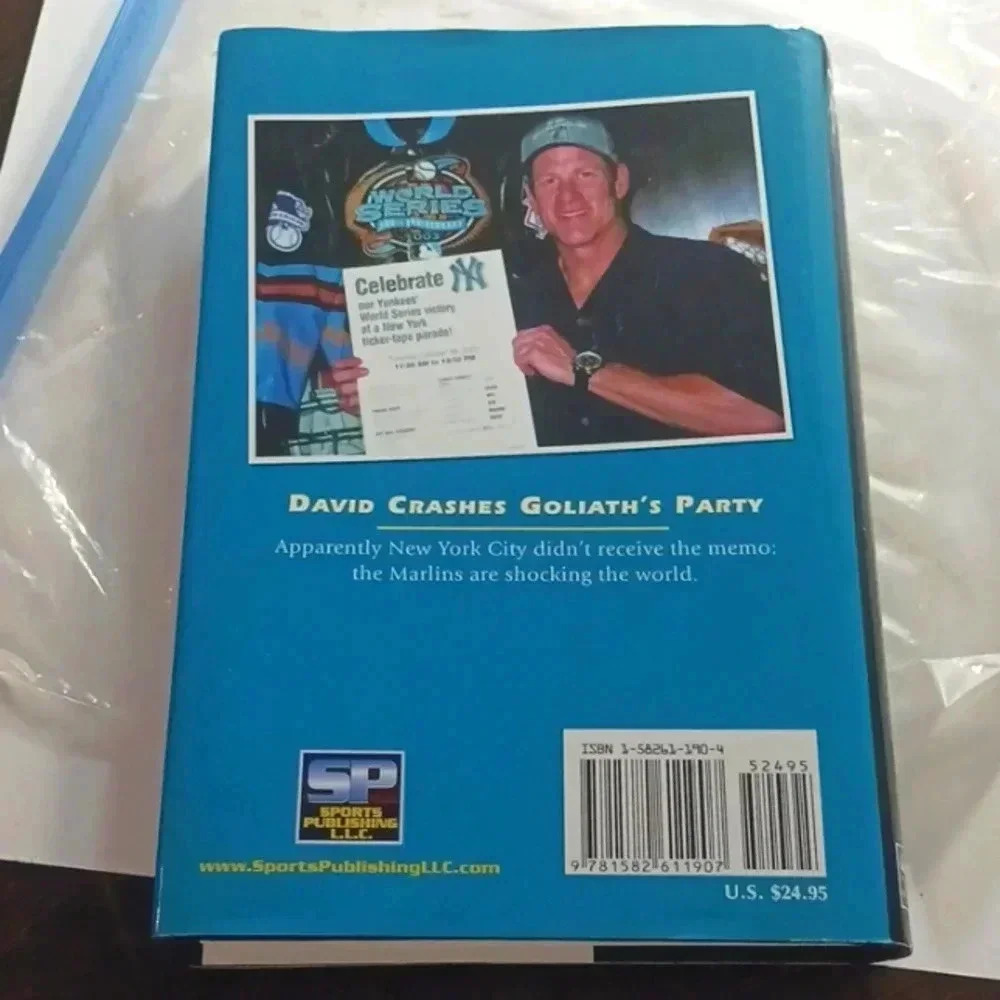 WORLD
SERIES
2003
Celebrate NY
our Yankees'
World Series victory
at a New York
ticker-tape parade!
DAVID CRASHES GOLIATH'S PARTY
Apparently New York City didn't receive the memo:
the Marlins are shocking the world.
SP
SPORTS
PUBLISHING
L.L.C.
www.SportsPublishingLLC.com
ISBN 1-58261-190-4
52495
9 781582 611907
U.S. $24.95